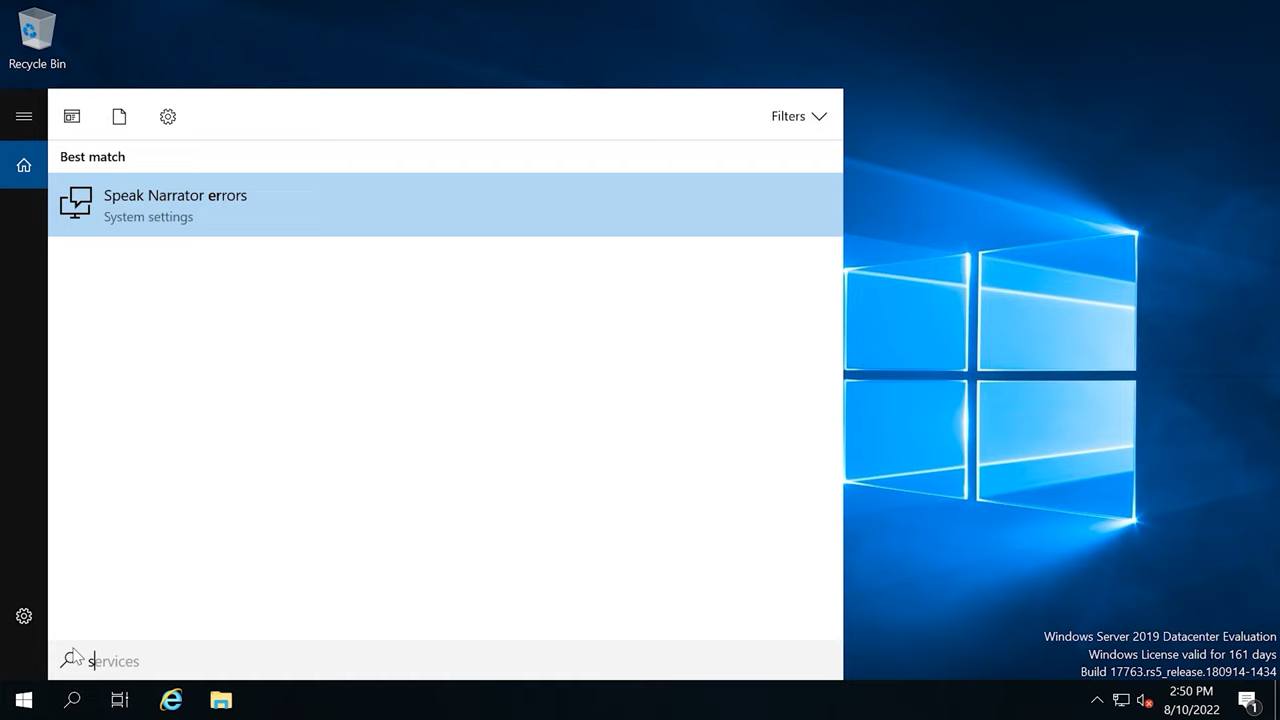 Recycle Bin
Filters
Best match
Speak Narrator errors
System settings
services
Windows Server 2019 Datacenter Evaluation
Windows License valid for 161 days
Build 17763.rs5_release.180914-1434
2:50 PM
8/10/2022
1